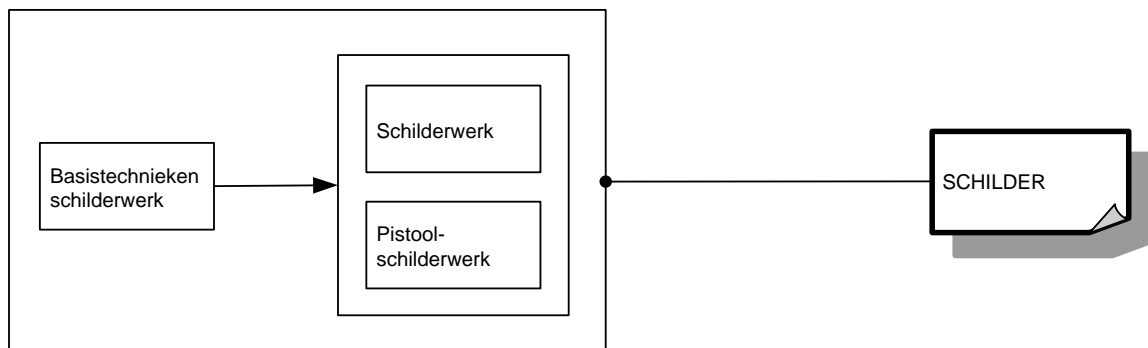 Basistechnieken
schilderwerk
Schilderwerk
Pistool-
schilderwerk
SCHILDER